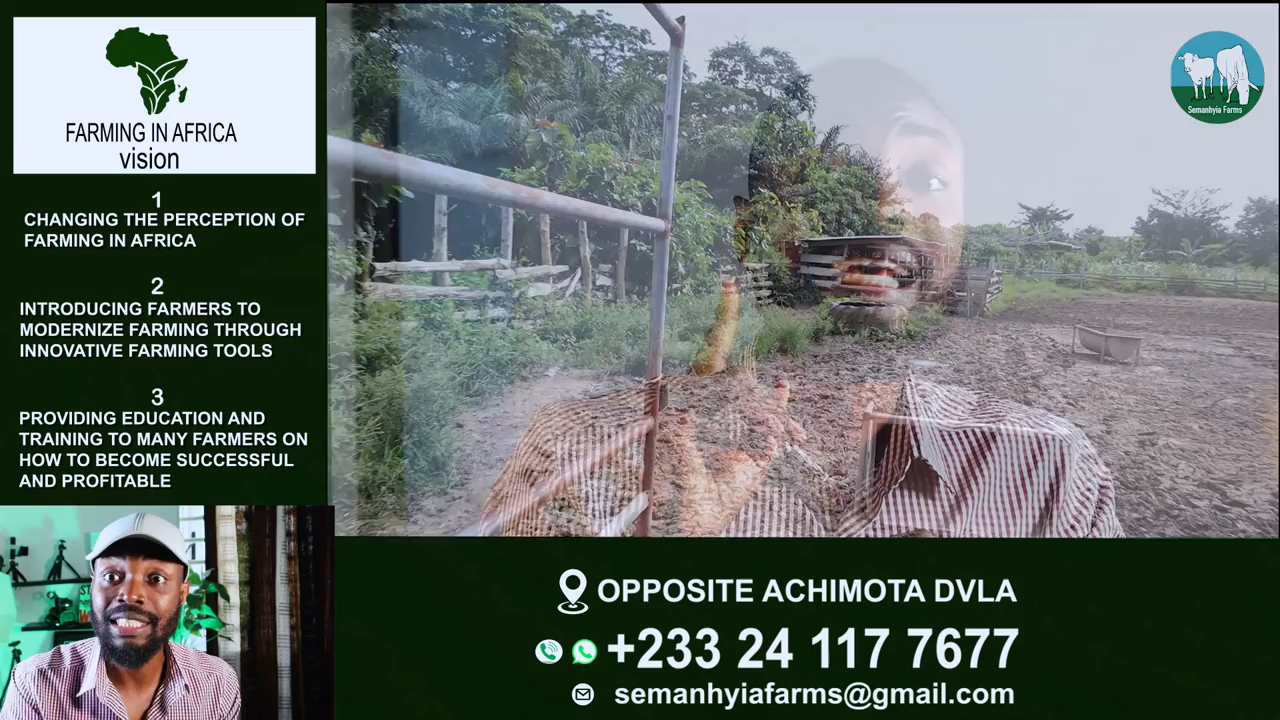 FARMING IN AFRICA
vision
1
CHANGING THE PERCEPTION OF
FARMING IN AFRICA
2
INTRODUCING FARMERS TO
MODERNIZE FARMING THROUGH
INNOVATIVE FARMING TOOLS
3
PROVIDING EDUCATION AND
TRAINING TO MANY FARMERS ON
HOW TO BECOME SUCCESSFUL
AND PROFITABLE
Semanhyia Farms
OPPOSITE ACHIMOTA DVLA
+233 24 117 7677
semanhyiafarms@gmail.com